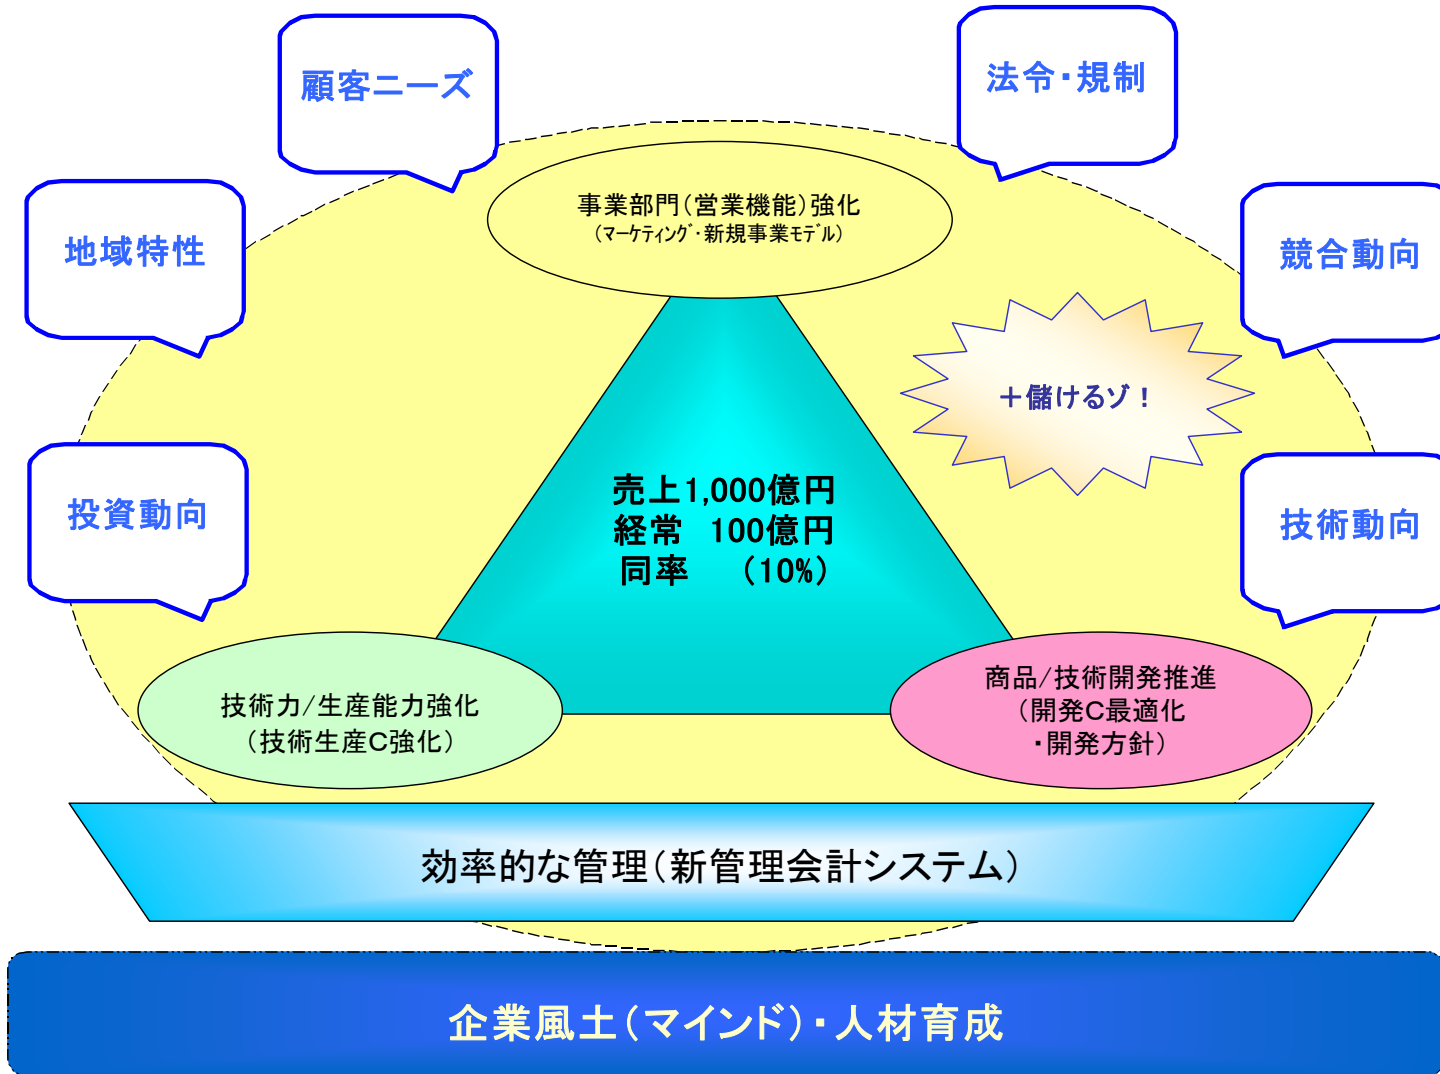 顧客ニーズ
法令・規制
地域特性
事業部門（営業機能）強化
（ﾏｰｹﾃｨﾝｸﾞ・新規事業ﾓﾃﾞﾙ）
競合動向
＋儲けるゾ！
投資動向
売上1,000億円
経常　100億円
同率　（10%）
技術動向
技術力/生産能力強化
（技術生産C強化）
商品/技術開発推進
（開発C最適化
・開発方針）
効率的な管理（新管理会計システム）
企業風土（マインド）・人材育成